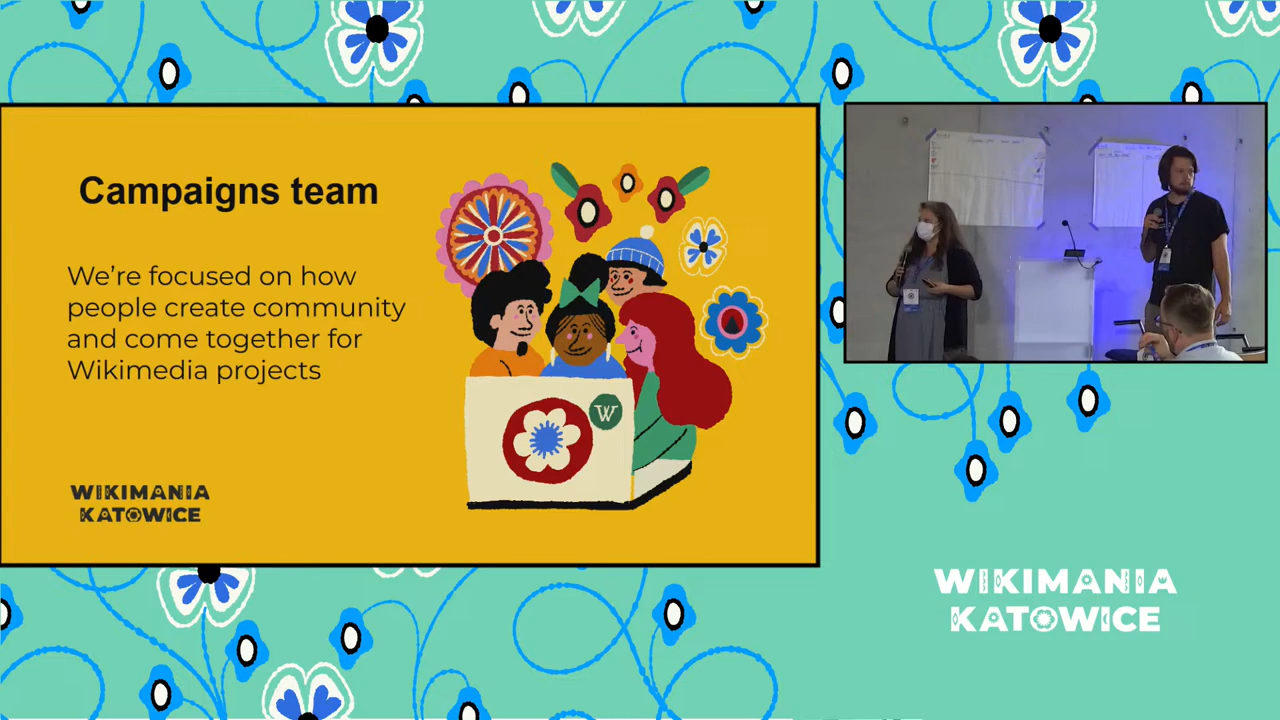 Campaigns team
We’re focused on how
people create community
and come together for
Wikimedia projects
W
WIKIMANIA
KATOWICE
WIKIMANIA
KATOWICE